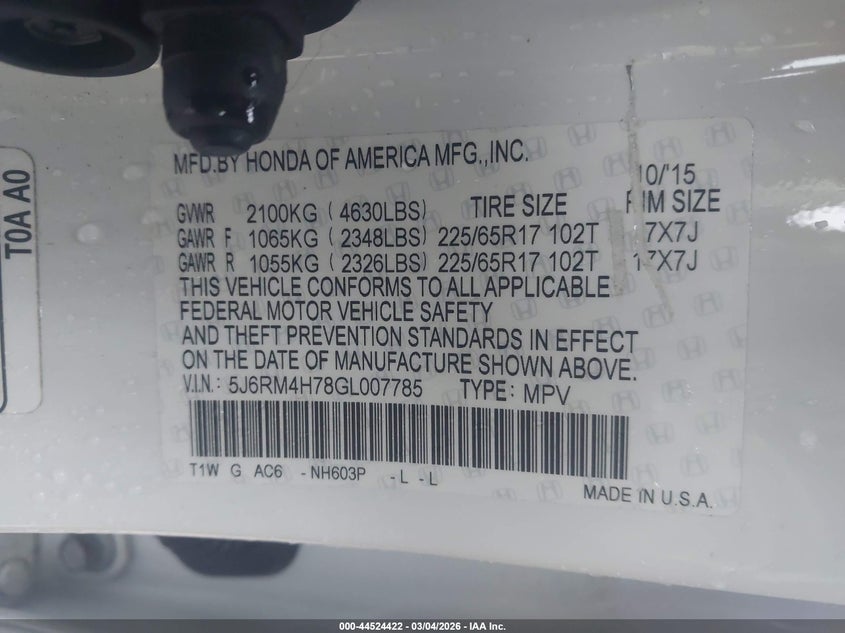 T0A A0
MFD.BY HONDA OF AMERICA MFG.,INC.
10/'15
GVWR 2100KG ( 4630LBS) TIRE SIZE RIM SIZE
GAWR F 1065KG ( 2348LBS) 225/65R17 102T 17X7J
GAWR R 1055KG ( 2326LBS) 225/65R17 102T 17X7J
THIS VEHICLE CONFORMS TO ALL APPLICABLE
FEDERAL MOTOR VEHICLE SAFETY
AND THEFT PREVENTION STANDARDS IN EFFECT
ON THE DATE OF MANUFACTURE SHOWN ABOVE.
V.I.N.: 5J6RM4H78GL007785 TYPE: MPV
T1W G AC6 -NH603P -L -L
MADE IN U.S.A.
000-44524422 - 03/04/2026 - IAA Inc.